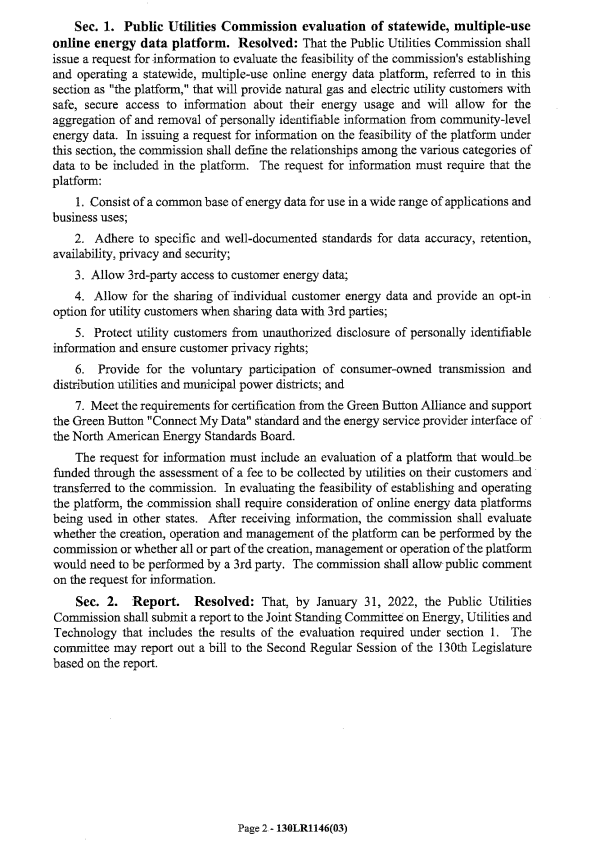 Sec. 1. Public Utilities Commission evaluation of statewide, multiple-use
online energy data platform. Resolved: That the Public Utilities Commission shall
issue a request for information to evaluate the feasibility of the commission's establishing
and operating a statewide, multiple-use online energy data platform, referred to in this
section as "the platform," that will provide natural gas and electric utility customers with
safe, secure access to information about their energy usage and will allow for the
aggregation of and removal of personally identifiable information from community-level
energy data. In issuing a request for information on the feasibility of the platform under
this section, the commission shall define the relationships among the various categories of
data to be included in the platform. The request for information must require that the
platform:
1. Consist of a common base of energy data for use in a wide range of applications and
business uses;
2. Adhere to specific and well-documented standards for data accuracy, retention,
availability, privacy and security;
3. Allow 3rd-party access to customer energy data;
4. Allow for the sharing of individual customer energy data and provide an opt-in
option for utility customers when sharing data with 3rd parties;
5. Protect utility customers from unauthorized disclosure of personally identifiable
information and ensure customer privacy rights;
6. Provide for the voluntary participation of consumer-owned transmission and
distribution utilities and municipal power districts; and
7. Meet the requirements for certification from the Green Button Alliance and support
the Green Button "Connect My Data" standard and the energy service provider interface of
the North American Energy Standards Board.
The request for information must include an evaluation of a platform that would be
funded through the assessment of a fee to be collected by utilities on their customers and
transferred to the commission. In evaluating the feasibility of establishing and operating
the platform, the commission shall require consideration of online energy data platforms
being used in other states. After receiving information, the commission shall evaluate
whether the creation, operation and management of the platform can be performed by the
commission or whether all or part of the creation, management or operation of the platform
would need to be performed by a 3rd party. The commission shall allow public comment
on the request for information.
Sec. 2. Report. Resolved: That, by January 31, 2022, the Public Utilities
Commission shall submit a report to the Joint Standing Committee on Energy, Utilities and
Technology that includes the results of the evaluation required under section 1. The
committee may report out a bill to the Second Regular Session of the 130th Legislature
based on the report.
Page 2 - 130LR1146(03)